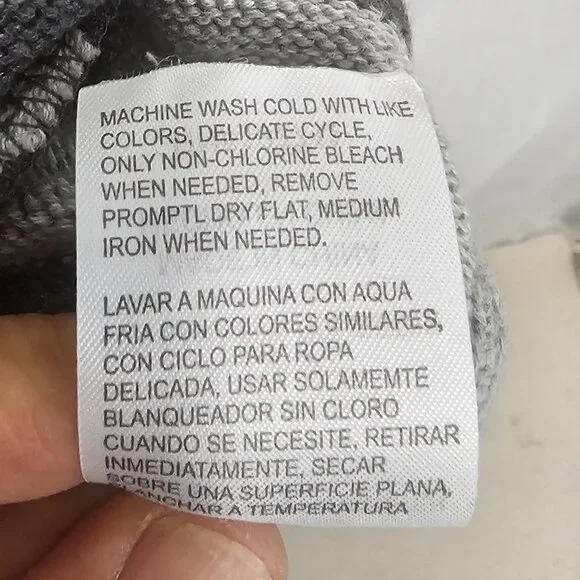 MACHINE WASH COLD WITH LIKE
COLORS, DELICATE CYCLE,
ONLY NON-CHLORINE BLEACH
WHEN NEEDED, REMOVE
PROMPTL DRY FLAT, MEDIUM
IRON WHEN NEEDED.
LAVAR A MAQUINA CON AQUA
FRIA CON COLORES SIMILARES,
CON CICLO PARA ROPA
DELICADA, USAR SOLAMEMTE
BLANQUEADOR SIN CLORO
CUANDO SE NECESITE, RETIRAR
INMEDIATAMENTE, SECAR
SOBRE UNA SUPERFICIE PLANA,
PLANCHAR A TEMPERATURA